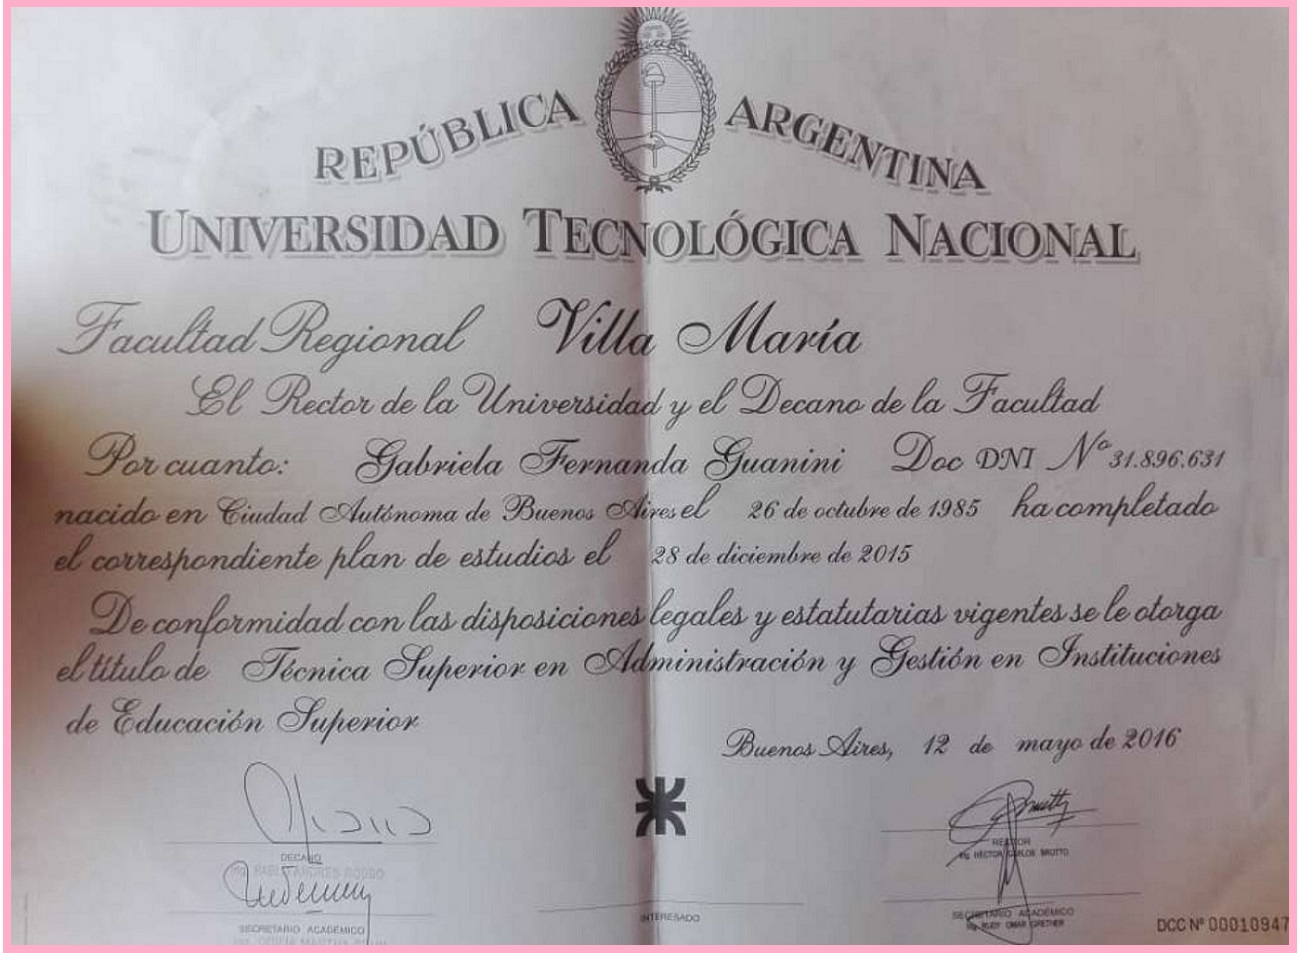 REPÚBLICA ARGENTINA
UNIVERSIDAD TECNOLÓGICA NACIONAL
Facultad Regional Villa María
El Rector de la Universidad y el Decano de la Facultad
Por cuanto: Gabriela Fernanda Guanini Doc DNI Nº 31.896.631
nacido en Ciudad Autónoma de Buenos Aires el 26 de octubre de 1985 ha completado
el correspondiente plan de estudios el 28 de diciembre de 2015
De conformidad con las disposiciones legales y estatutarias vigentes se le otorga
el título de Técnica Superior en Administración y Gestión en Instituciones
de Educación Superior
Buenos Aires, 12 de mayo de 2016
DECANO
Ing. PABLO ANDRES ROSSO
RECTOR
Ing. HECTOR CARLOS BROTTO
SECRETARIO ACADÉMICO
INTERESADO
SECRETARIO ACADÉMICO
Ing. RUDY OMAR GRETHER
DCC Nº 00010947